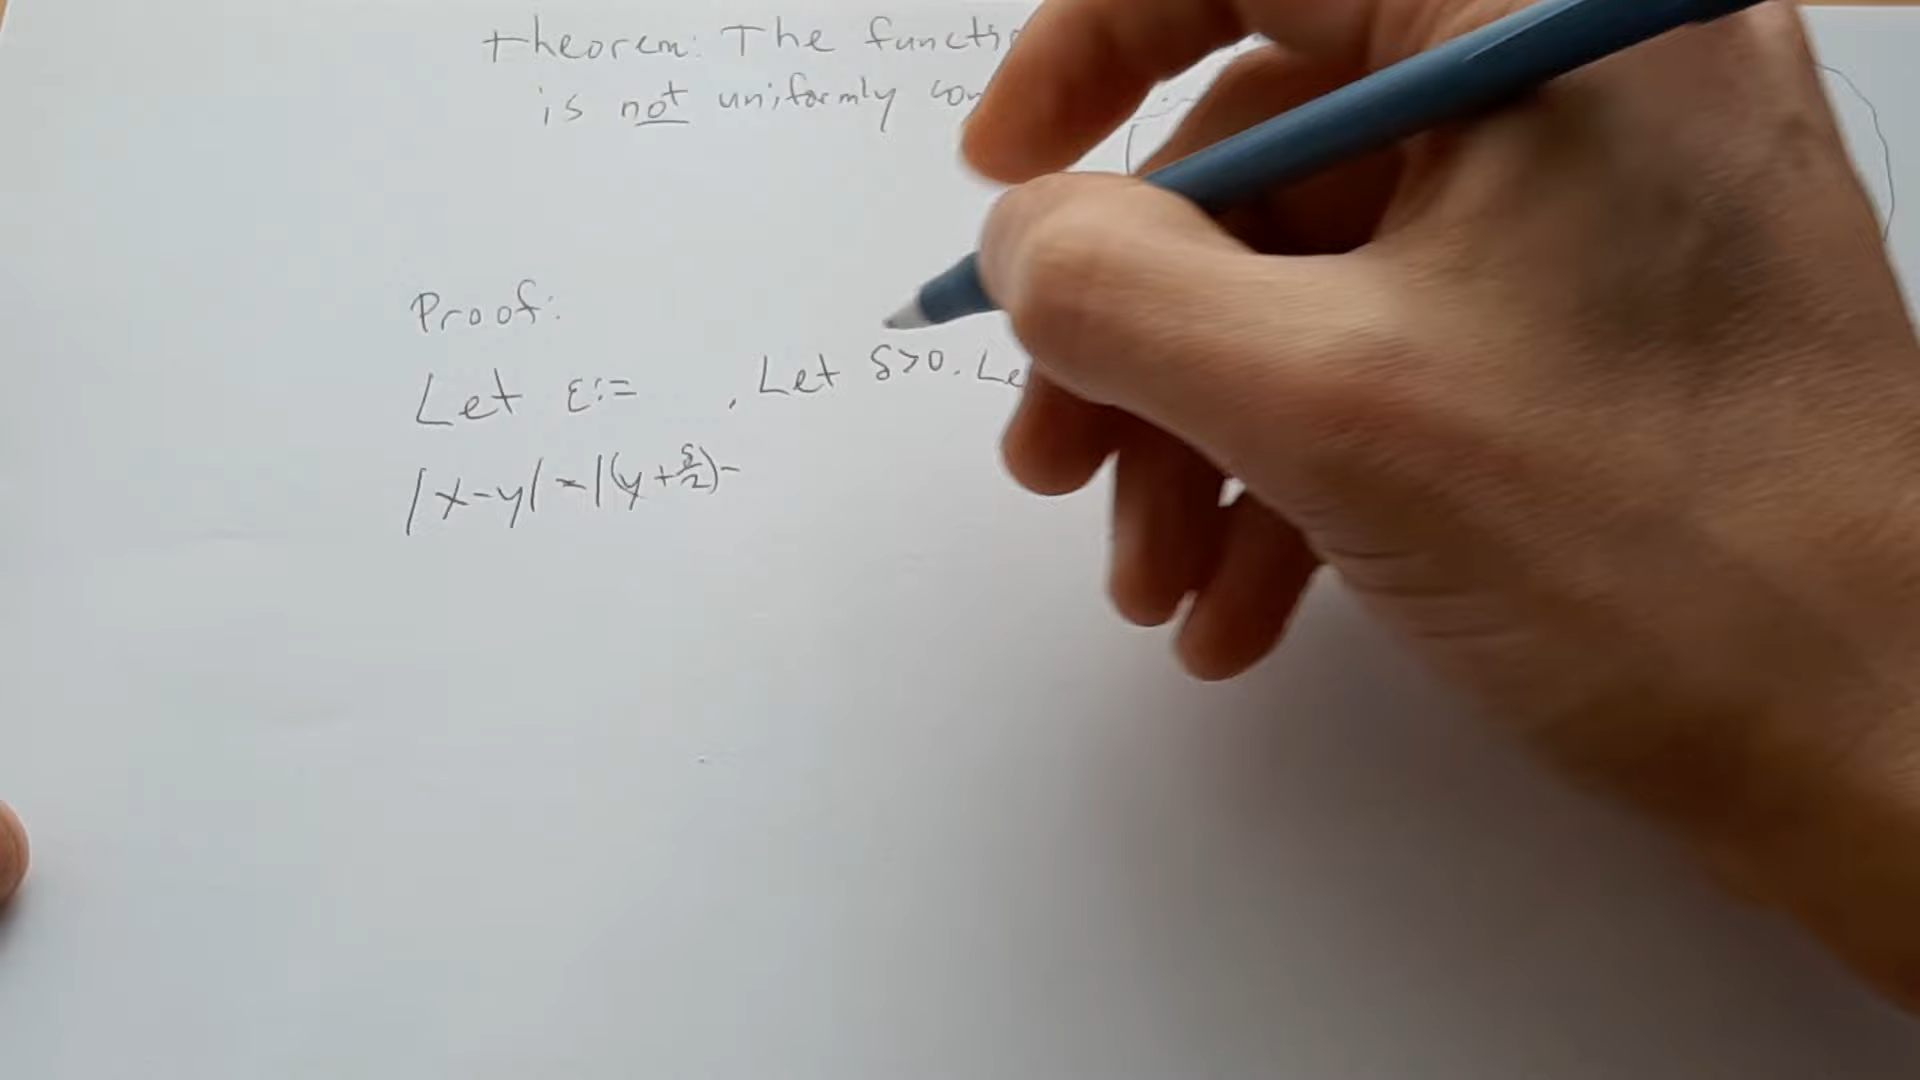 theorem: The functi
is not uniformly con
Proof:
Let ε:= . Let δ>0. Le
|x-y|=|(y+δ/2)-